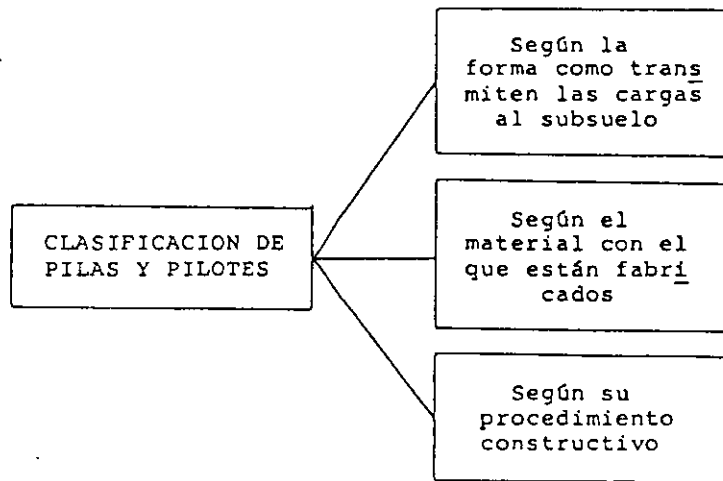 Según la
forma como trans
miten las cargas
al subsuelo
CLASIFICACION DE
PILAS Y PILOTES
Según el
material con el
que están fabri
cados
Según su
procedimiento
constructivo